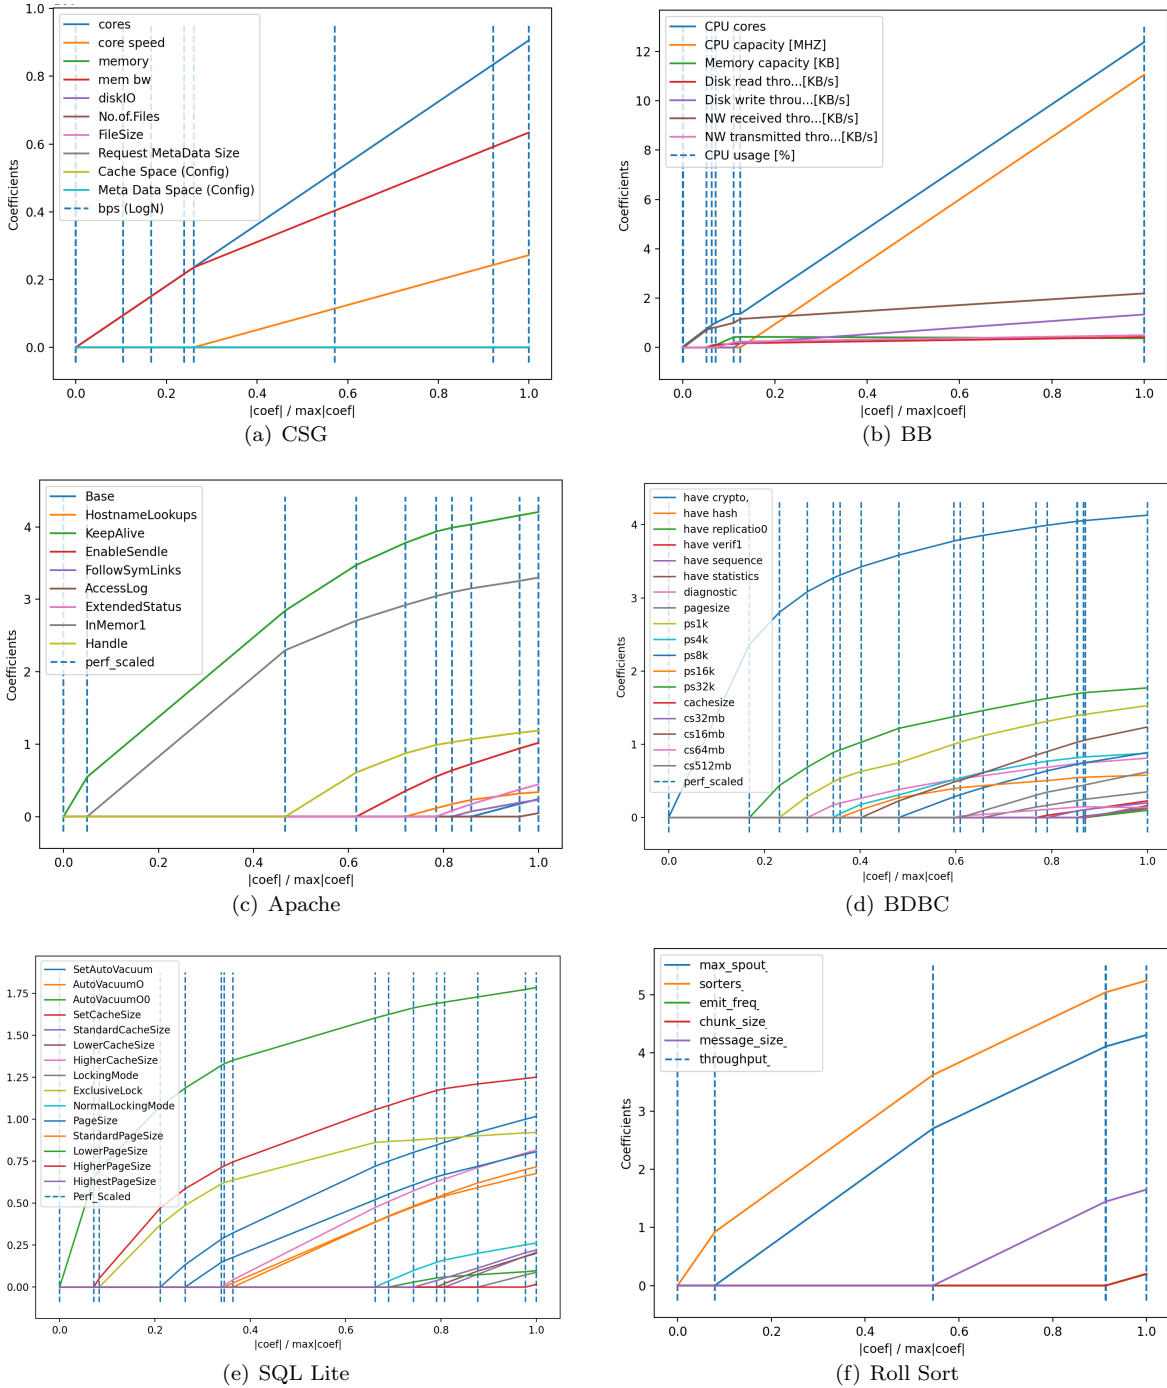 1.0
0.8
0.6
0.4
0.2
0.0
Coefficients
cores
core speed
memory
mem bw
diskIO
No.of.Files
FileSize
Request MetaData Size
Cache Space (Config)
Meta Data Space (Config)
bps (LogN)
0.0 0.2 0.4 0.6 0.8 1.0
|coef| / max|coef|
(a) CSG
12
10
8
6
4
2
0
Coefficients
CPU cores
CPU capacity [MHZ]
Memory capacity [KB]
Disk read thro...[KB/s]
Disk write throu...[KB/s]
NW received thro...[KB/s]
NW transmitted thro...[KB/s]
CPU usage [%]
0.0 0.2 0.4 0.6 0.8 1.0
|coef| / max|coef|
(b) BB
4
3
2
1
0
Coefficients
Base
HostnameLookups
KeepAlive
EnableSendle
FollowSymLinks
AccessLog
ExtendedStatus
InMemor1
Handle
perf_scaled
0.0 0.2 0.4 0.6 0.8 1.0
|coef| / max|coef|
(c) Apache
4
3
2
1
0
Coefficients
have crypto,
have hash
have replicatio0
have verif1
have sequence
have statistics
diagnostic
pagesize
ps1k
ps4k
ps8k
ps16k
ps32k
cachesize
cs32mb
cs16mb
cs64mb
cs512mb
perf_scaled
0.0 0.2 0.4 0.6 0.8 1.0
|coef| / max|coef|
(d) BDBC
1.75
1.50
1.25
1.00
0.75
0.50
0.25
0.00
Coefficients
SetAutoVacuum
AutoVacuumO
AutoVacuumO0
SetCacheSize
StandardCacheSize
LowerCacheSize
HigherCacheSize
LockingMode
ExclusiveLock
NormalLockingMode
PageSize
StandardPageSize
LowerPageSize
HigherPageSize
HighestPageSize
Perf_Scaled
0.0 0.2 0.4 0.6 0.8 1.0
|coef| / max|coef|
(e) SQL Lite
5
4
3
2
1
0
Coefficients
max_spout_
sorters_
emit_freq_
chunk_size_
message_size_
throughput_
0.0 0.2 0.4 0.6 0.8 1.0
|coef| / max|coef|
(f) Roll Sort